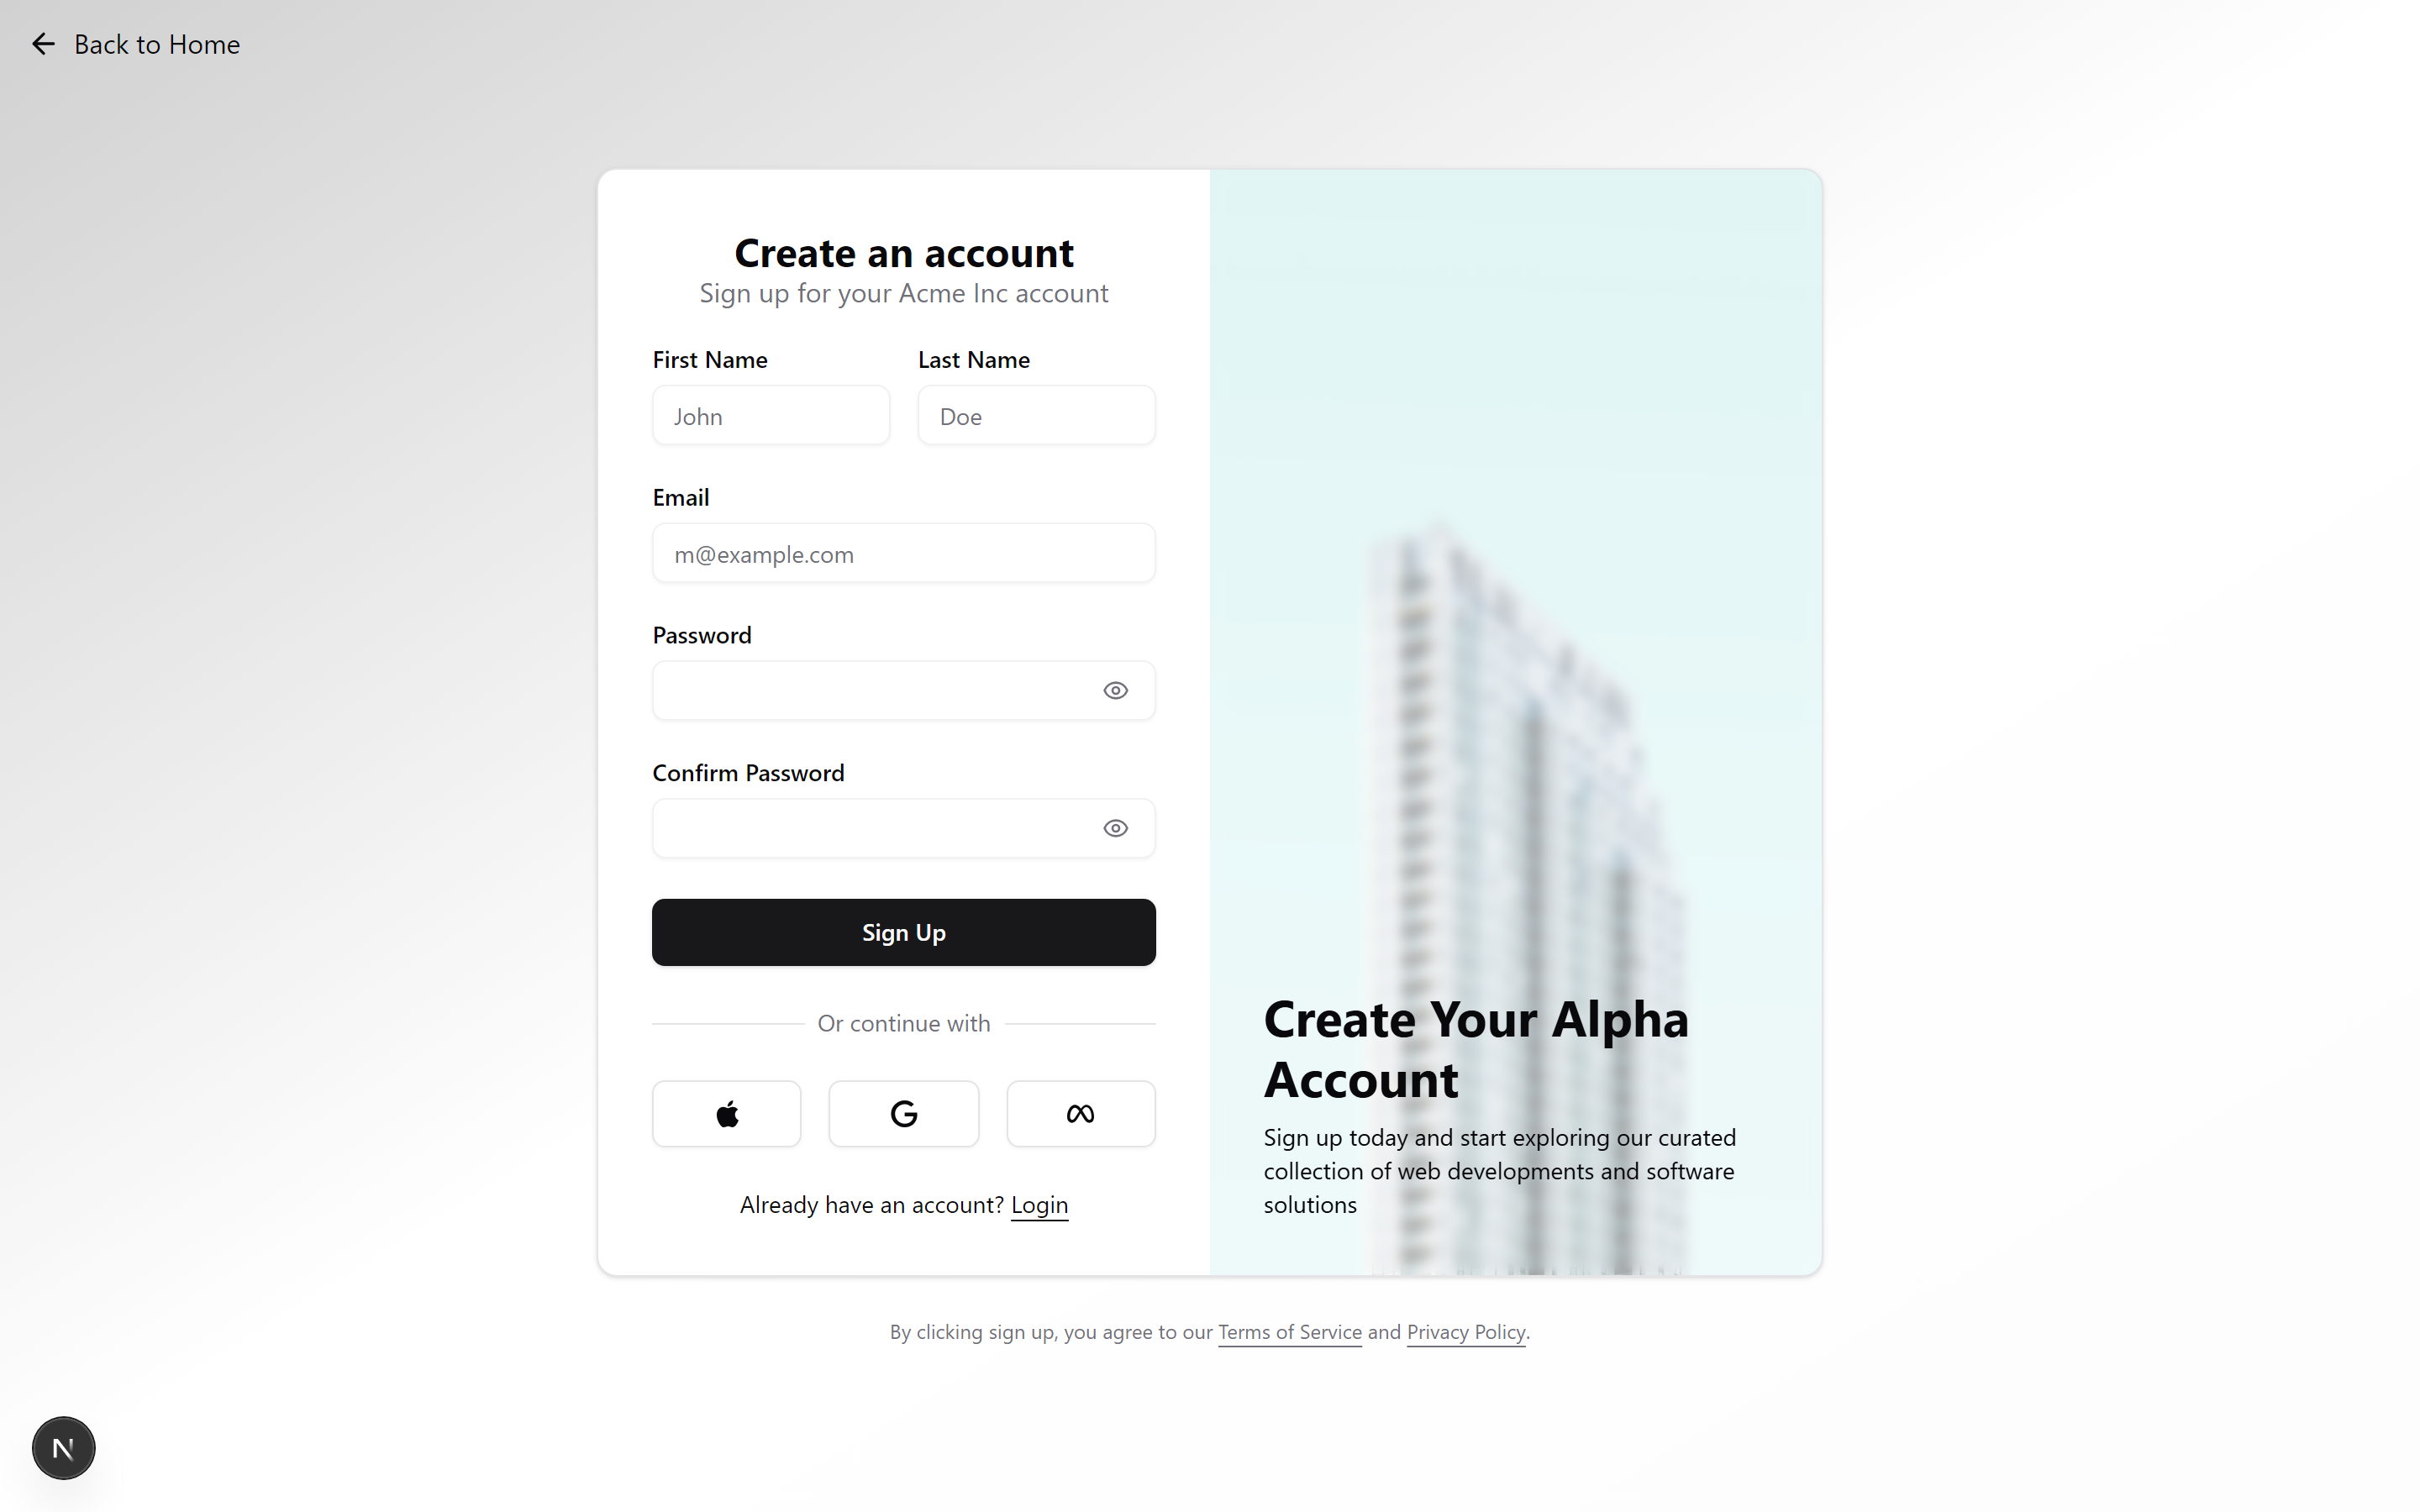 Back to Home
Create an account
Sign up for your Acme Inc account
First Name
Last Name
John
Doe
Email
m@example.com
Password
Confirm Password
Sign Up
Or continue with
Already have an account? Login
Create Your Alpha
Account
Sign up today and start exploring our curated
collection of web developments and software
solutions
By clicking sign up, you agree to our Terms of Service and Privacy Policy.
N